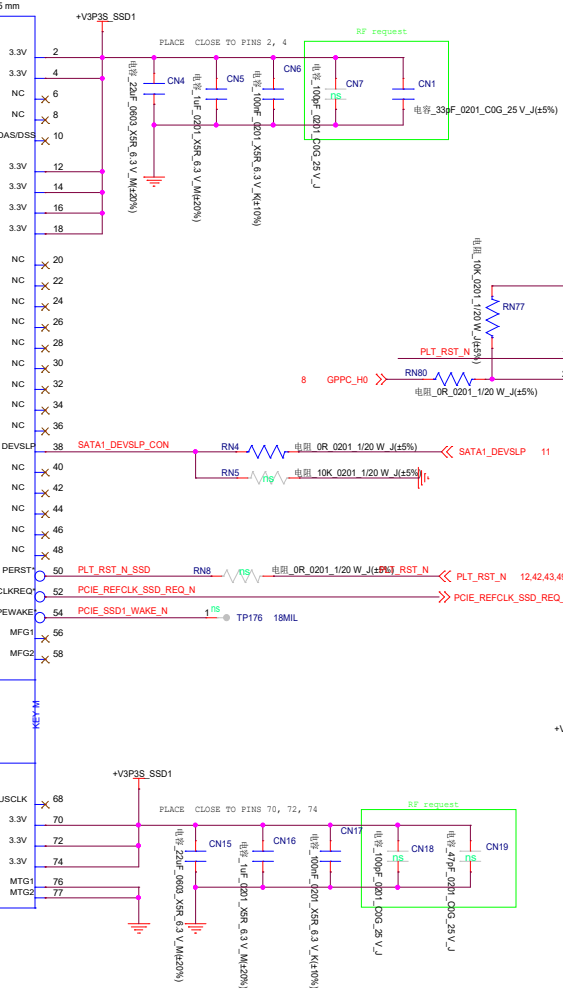 5 mm
+V3P3S_SSD1
PLACE CLOSE TO PINS 2, 4
RF request
3.3V 2
3.3V 4
NC 6
NC 8
DAS/DSS 10
3.3V 12
3.3V 14
3.3V 16
3.3V 18
CN4
电容_22uF_0603_X5R_6.3 V_M(±20%)
CN5
电容_1uF_0201_X5R_6.3 V_M(±20%)
CN6
电容_100nF_0201_X5R_6.3 V_K(±10%)
CN7
ns
电容_100pF_0201_C0G_25 V_J
CN1
电容_33pF_0201_C0G_25 V_J(±5%)
NC 20
NC 22
NC 24
NC 26
NC 28
NC 30
NC 32
NC 34
NC 36
电阻_10K_0201_1/20 W_J(±5%)
RN77
PLT_RST_N
8 GPPC_H0
RN80
电阻_0R_0201_1/20 W_J(±5%)
DEVSLP 38 SATA1_DEVSLP_CON
RN4 电阻_0R_0201_1/20 W_J(±5%)
SATA1_DEVSLP 11
NC 40
RN5 ns 电阻_10K_0201_1/20 W_J(±5%)
NC 42
NC 44
NC 46
NC 48
PERST* 50 PLT_RST_N_SSD RN8 ns 电阻_0R_0201_1/20 W_J(±5%) PLT_RST_N
PLT_RST_N 12,42,43,49
CLKREQ* 52 PCIE_REFCLK_SSD_REQ_N
PCIE_REFCLK_SSD_REQ_
PEWAKE* 54 PCIE_SSD1_WAKE_N 1 ns TP176 18MIL
MFG1 56
MFG2 58
KEY M
+V
+V3P3S_SSD1
PLACE CLOSE TO PINS 70, 72, 74
RF request
USCLK 68
3.3V 70
3.3V 72
3.3V 74
MTG1 76
MTG2 77
CN15
电容_22uF_0603_X5R_6.3 V_M(±20%)
CN16
电容_1uF_0201_X5R_6.3 V_M(±20%)
CN17
电容_100nF_0201_X5R_6.3 V_K(±10%)
CN18
ns
电容_100pF_0201_C0G_25 V_J
CN19
ns
电容_47pF_0201_C0G_25 V_J